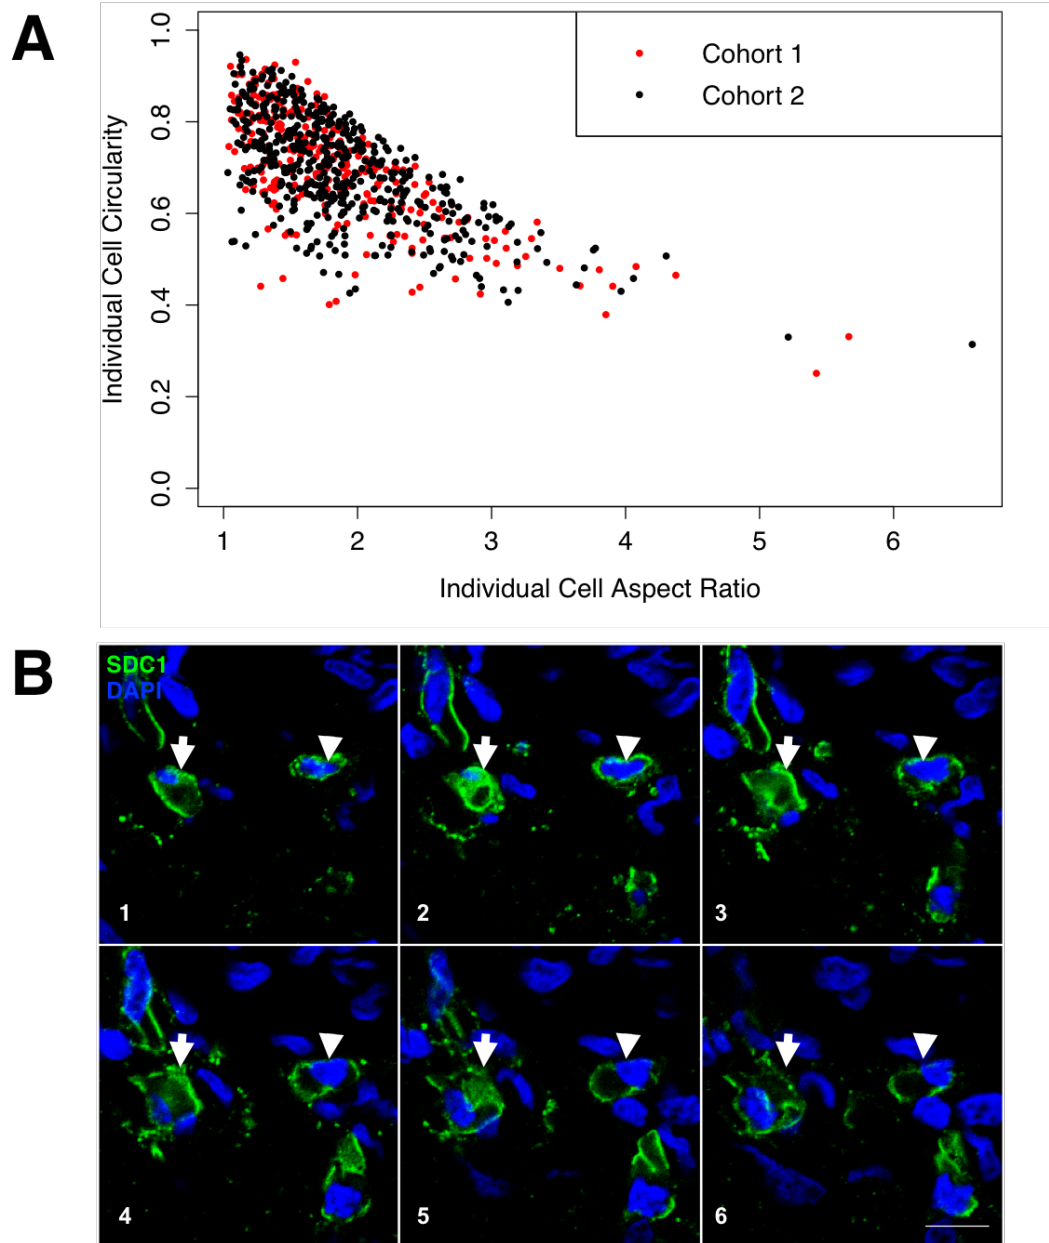 A
1.0
0.8
0.6
0.4
0.2
0.0
Individual Cell Circularity
Cohort 1
Cohort 2
1 2 3 4 5 6
Individual Cell Aspect Ratio
B
SDC1
DAPI
1 2 3
4 5 6